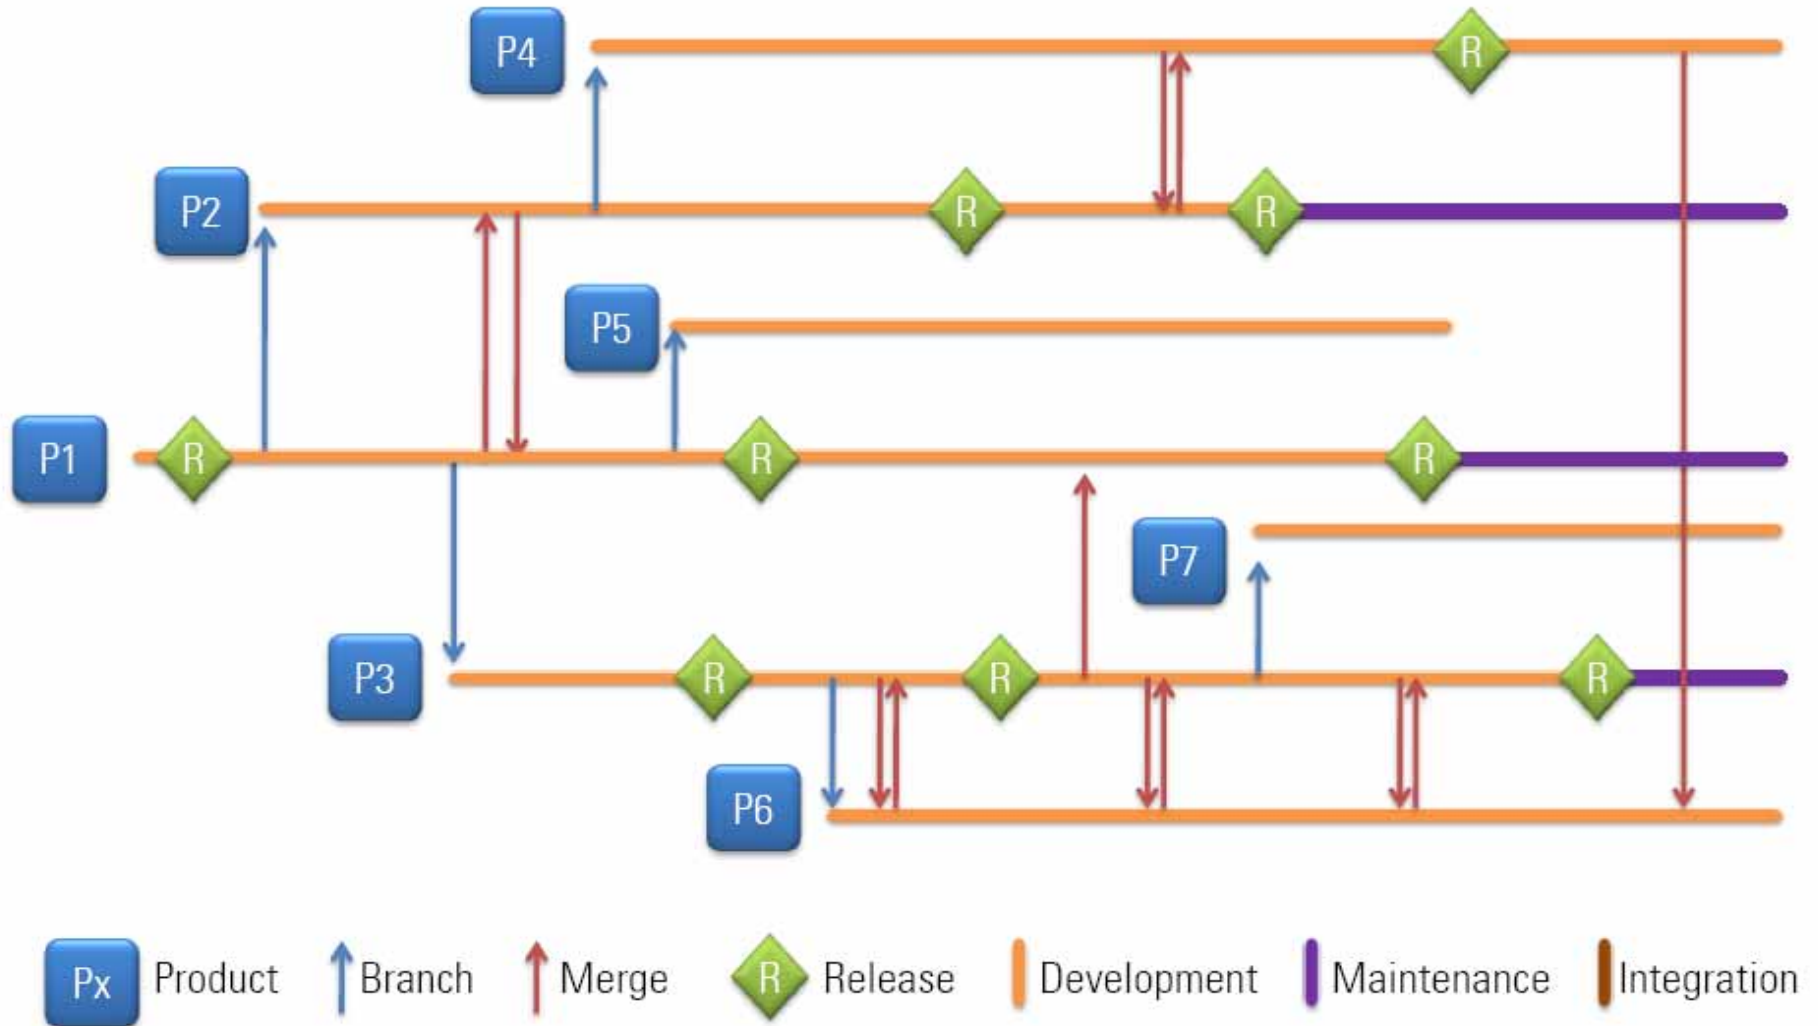 P4
R
P2
R
R
P5
P1
R
R
R
P7
P3
R
R
R
P6
Px Product
Branch
Merge
R Release
Development
Maintenance
Integration